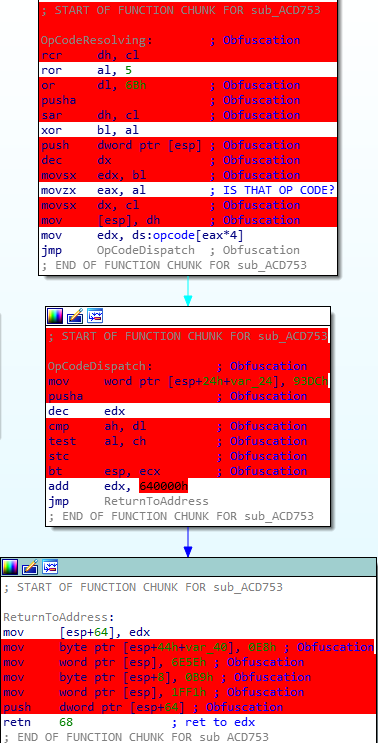 ; START OF FUNCTION CHUNK FOR sub_ACD753
OpCodeResolving: ; Obfuscation
rcr dh, cl ; Obfuscation
ror al, 5
or dl, 68h ; Obfuscation
pusha ; Obfuscation
sar dh, cl ; Obfuscation
xor bl, al
push dword ptr [esp] ; Obfuscation
dec dx ; Obfuscation
movsx edx, bl ; Obfuscation
movzx eax, al ; IS THAT OP CODE?
movsx dx, cl ; Obfuscation
mov [esp], dh ; Obfuscation
mov edx, ds:opcode[eax*4]
jmp OpCodeDispatch ; Obfuscation
; END OF FUNCTION CHUNK FOR sub_ACD753
; START OF FUNCTION CHUNK FOR sub_ACD753
OpCodeDispatch: ; Obfuscation
mov word ptr [esp+24h+var_24],
pusha ; Obfuscation
dec edx
cmp ah, dl ; Obfuscation
test al, ch ; Obfuscation
stc ; Obfuscation
bt esp, ecx ; Obfuscation
add edx, 640000h
jmp ReturnToAddress
; END OF FUNCTION CHUNK FOR sub_ACD753
; START OF FUNCTION CHUNK FOR sub_ACD753
ReturnToAddress:
mov [esp+64], edx
mov byte ptr [esp+44h+var_40], 0E8h ; Obfuscation
mov word ptr [esp], ; Obfuscation
mov byte ptr [esp+8], 0B9h ; Obfuscation
mov word ptr [esp], 1FF1h ; Obfuscation
push dword ptr [esp+64] ; Obfuscation
retn 68 ; ret to edx
; END OF FUNCTION CHUNK FOR sub_ACD753